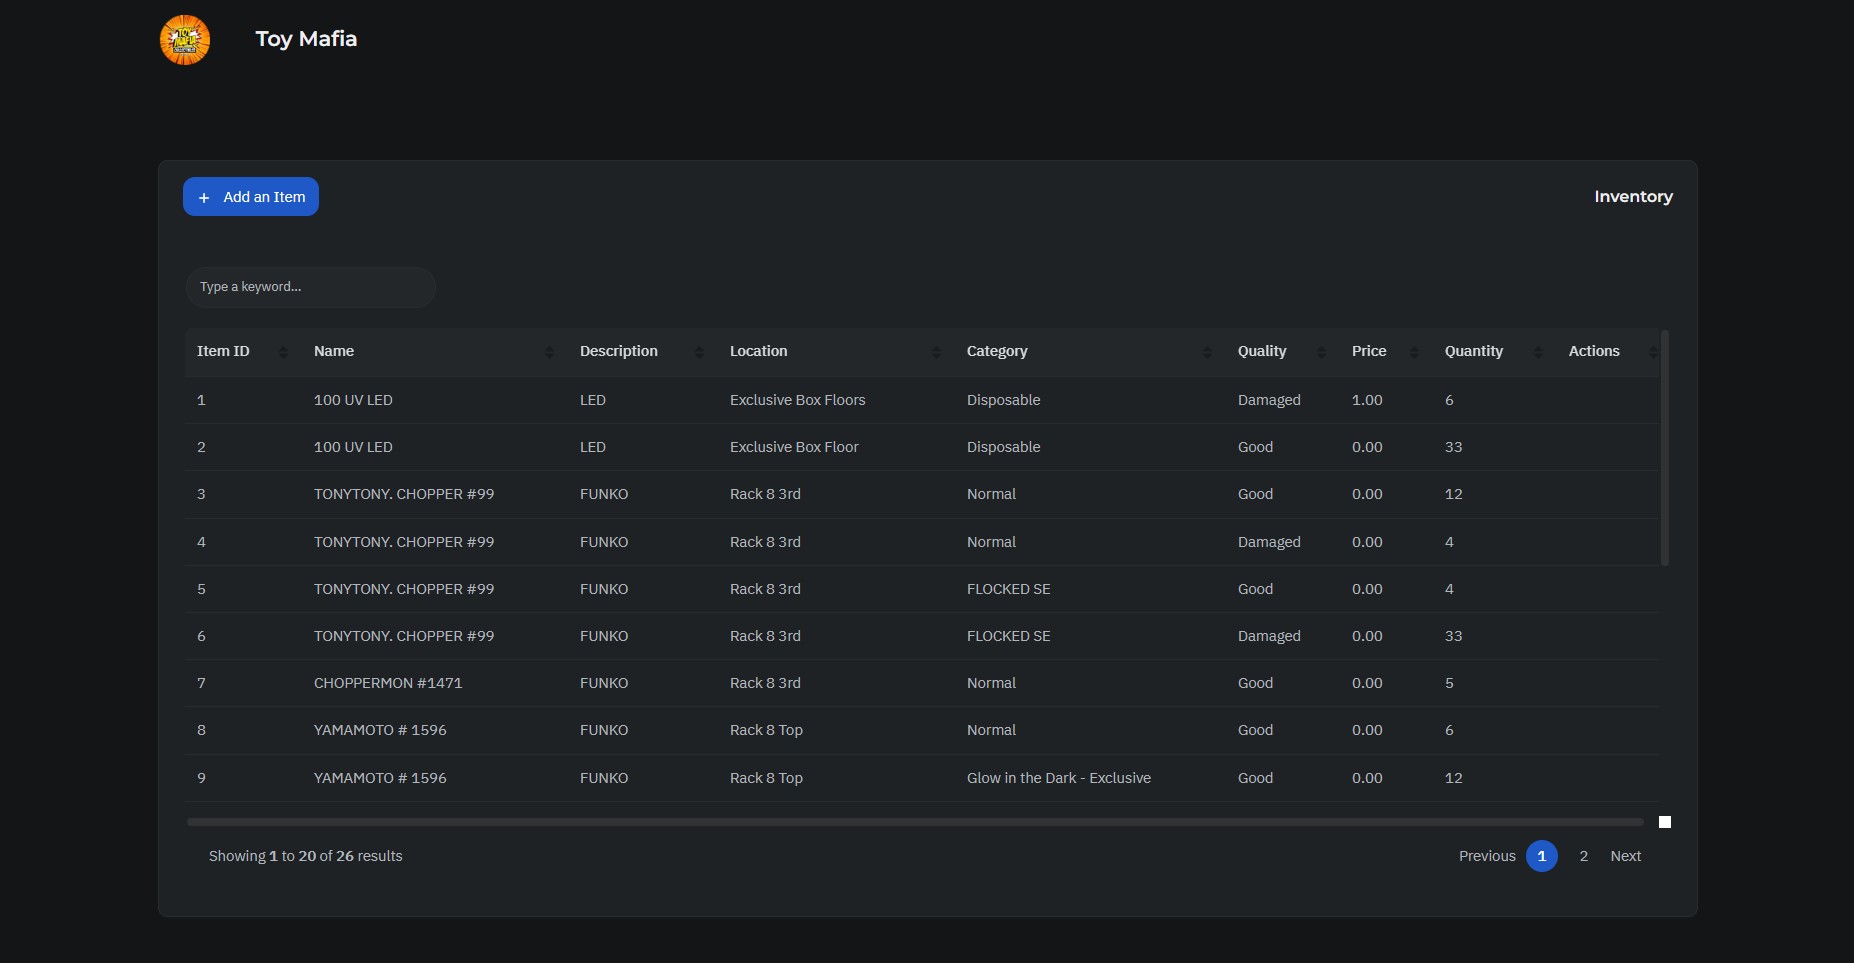 TOY MAFIA
Toy Mafia
+ Add an Item
Inventory
Type a keyword...
Item ID Name Description Location Category Quality Price Quantity Actions
1 100 UV LED LED Exclusive Box Floors Disposable Damaged 1.00 6
2 100 UV LED LED Exclusive Box Floor Disposable Good 0.00 33
3 TONYTONY. CHOPPER #99 FUNKO Rack 8 3rd Normal Good 0.00 12
4 TONYTONY. CHOPPER #99 FUNKO Rack 8 3rd Normal Damaged 0.00 4
5 TONYTONY. CHOPPER #99 FUNKO Rack 8 3rd FLOCKED SE Good 0.00 4
6 TONYTONY. CHOPPER #99 FUNKO Rack 8 3rd FLOCKED SE Damaged 0.00 33
7 CHOPPERMON #1471 FUNKO Rack 8 3rd Normal Good 0.00 5
8 YAMAMOTO # 1596 FUNKO Rack 8 Top Normal Good 0.00 6
9 YAMAMOTO # 1596 FUNKO Rack 8 Top Glow in the Dark - Exclusive Good 0.00 12
Showing 1 to 20 of 26 results
Previous 1 2 Next